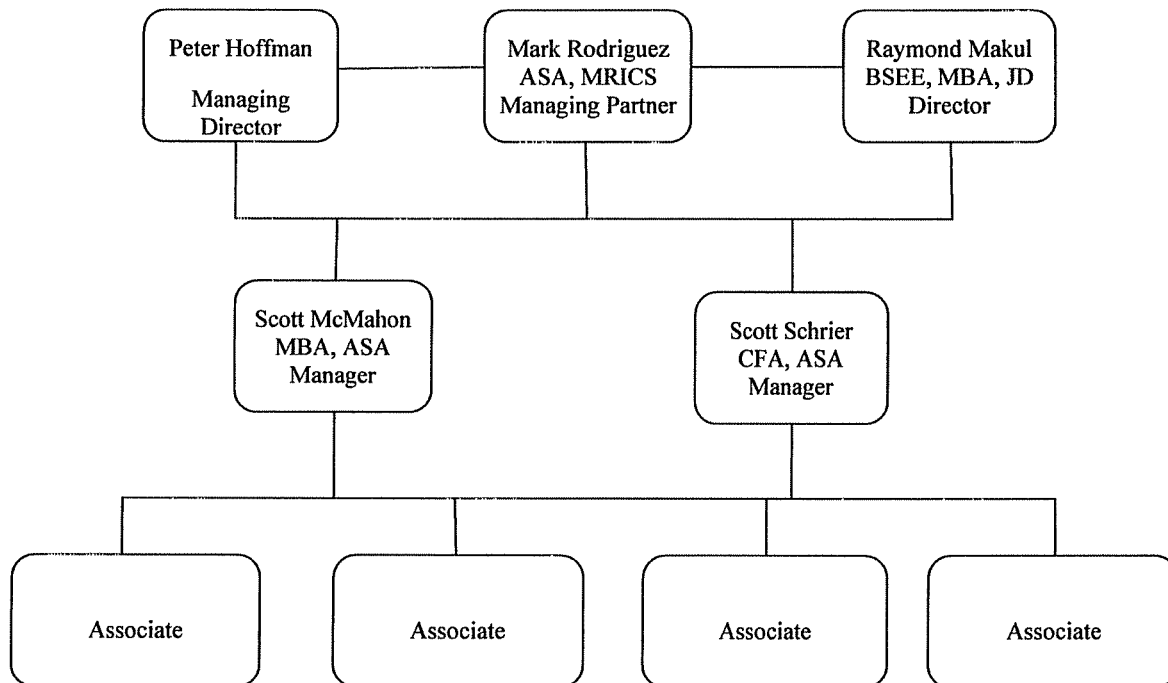 Peter Hoffman
Managing
Director
Mark Rodriguez
ASA, MRICS
Managing Partner
Raymond Makul
BSEE, MBA, JD
Director
Scott McMahon
MBA, ASA
Manager
Scott Schrier
CFA, ASA
Manager
Associate
Associate
Associate
Associate